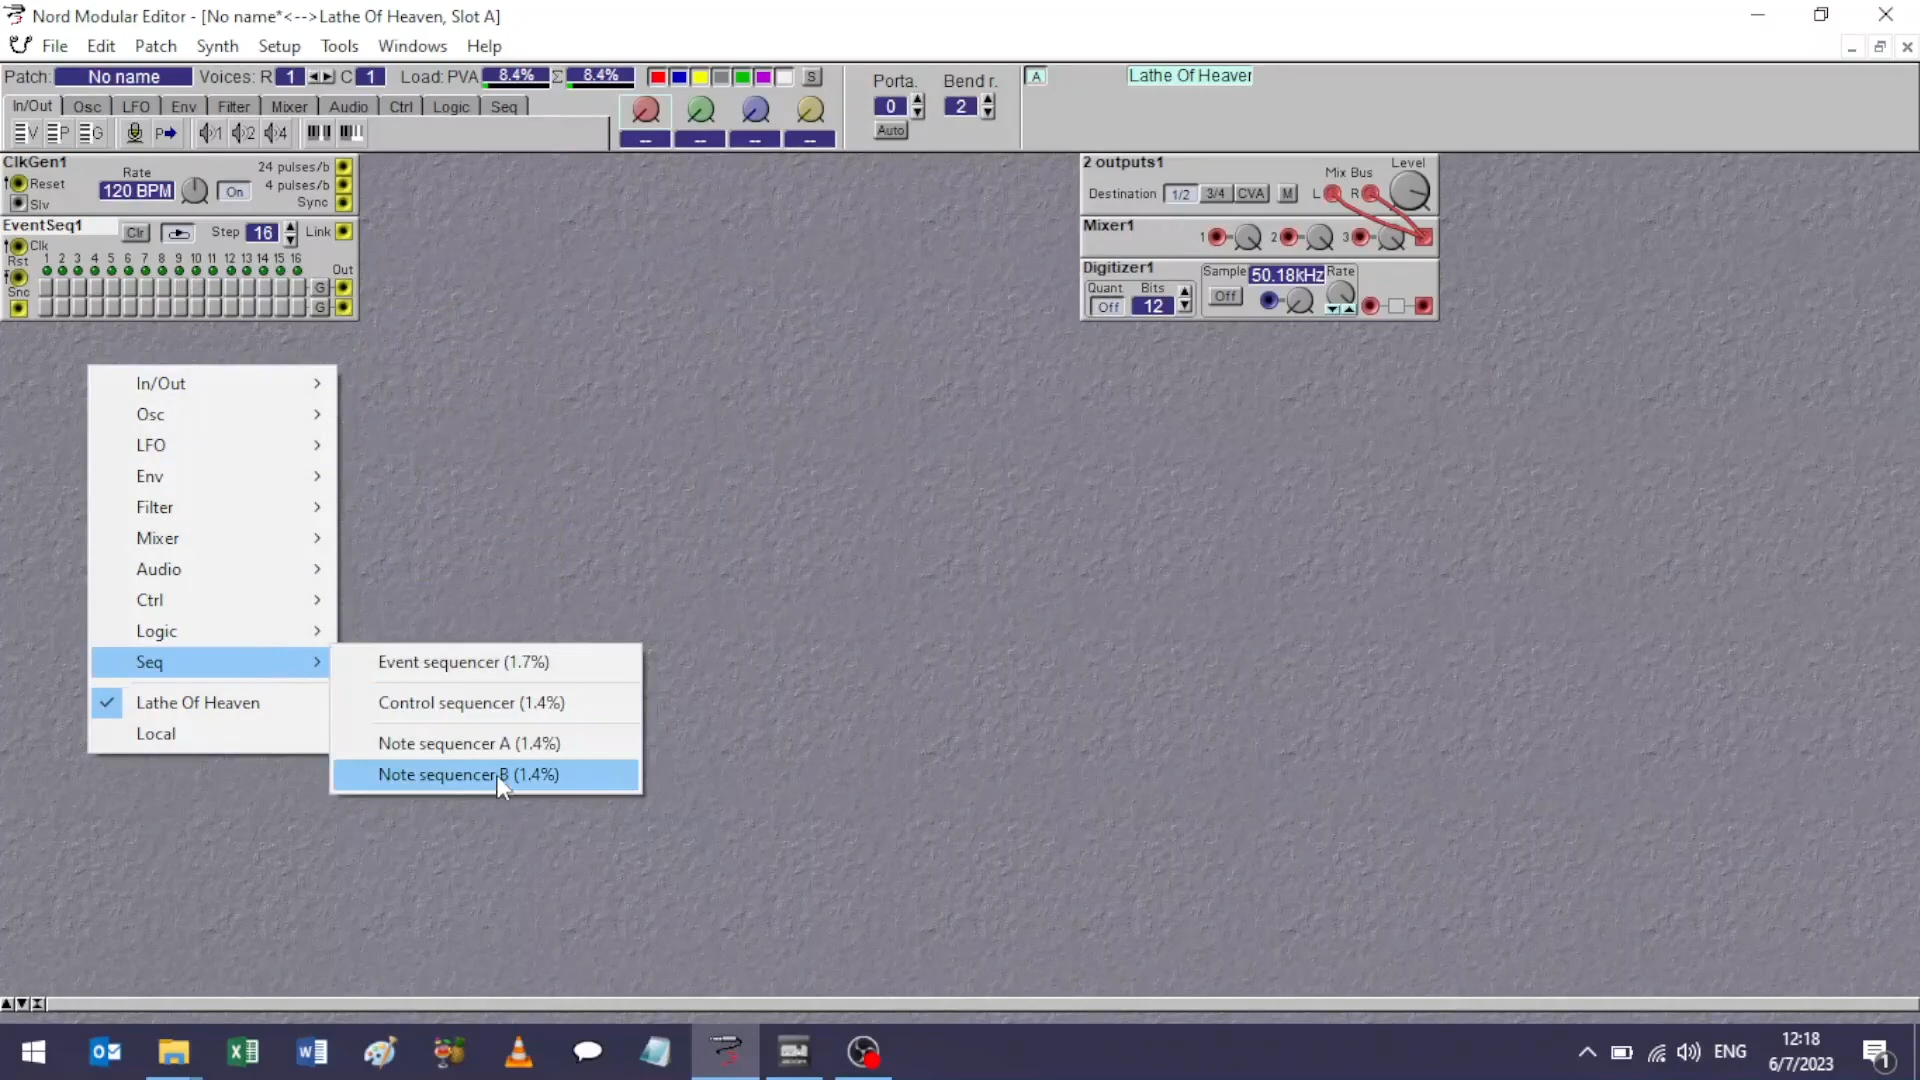 Nord Modular Editor - [No name*<-->Lathe Of Heaven, Slot A]
File Edit Patch Synth Setup Tools Windows Help
Patch: No name Voices: R 1 C 1 Load: PVA 8.4% Σ 8.4% S
Porta. Bend r. A Lathe Of Heaven
In/Out Osc LFO Env Filter Mixer Audio Ctrl Logic Seq
0 2
V P G P 1 2 4 -- -- -- -- Auto
ClkGen1
Reset
Slv
Rate
120 BPM
On
24 pulses/b
4 pulses/b
Sync
EventSeq1 Clr Step 16 Link
Clk
Rst
Snc
1 2 3 4 5 6 7 8 9 10 11 12 13 14 15 16
Out
G
G
2 outputs1
Destination 1/2 3/4 CVA M
Mix Bus
L R
Level
Mixer1
1 2 3
Digitizer1
Quant. Bits
Off 12
Sample 50.18kHz Rate
Off
In/Out
Osc
LFO
Env
Filter
Mixer
Audio
Ctrl
Logic
Seq
Lathe Of Heaven
Local
Event sequencer (1.7%)
Control sequencer (1.4%)
Note sequencer A (1.4%)
Note sequencer B (1.4%)
ENG
12:18
6/7/2023
1